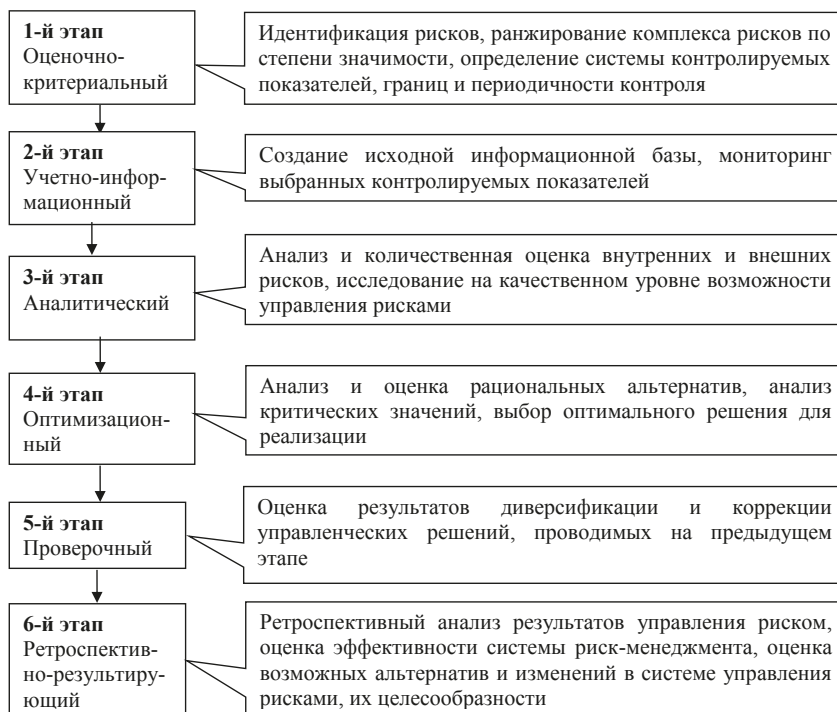 1-й этап
Оценочно-
критериальный
Идентификация рисков, ранжирование комплекса рисков по
степени значимости, определение системы контролируемых
показателей, границ и периодичности контроля
2-й этап
Учетно-инфор-
мационный
Создание исходной информационной базы, мониторинг
выбранных контролируемых показателей
3-й этап
Аналитический
Анализ и количественная оценка внутренних и внешних
рисков, исследование на качественном уровне возможности
управления рисками
4-й этап
Оптимизацион-
ный
Анализ и оценка рациональных альтернатив, анализ
критических значений, выбор оптимального решения для
реализации
5-й этап
Проверочный
Оценка результатов диверсификации и коррекции
управленческих решений, проводимых на предыдущем
этапе
6-й этап
Ретроспектив-
но-результиру-
ющий
Ретроспективный анализ результатов управления риском,
оценка эффективности системы риск-менеджмента, оценка
возможных альтернатив и изменений в системе управления
рисками, их целесообразности